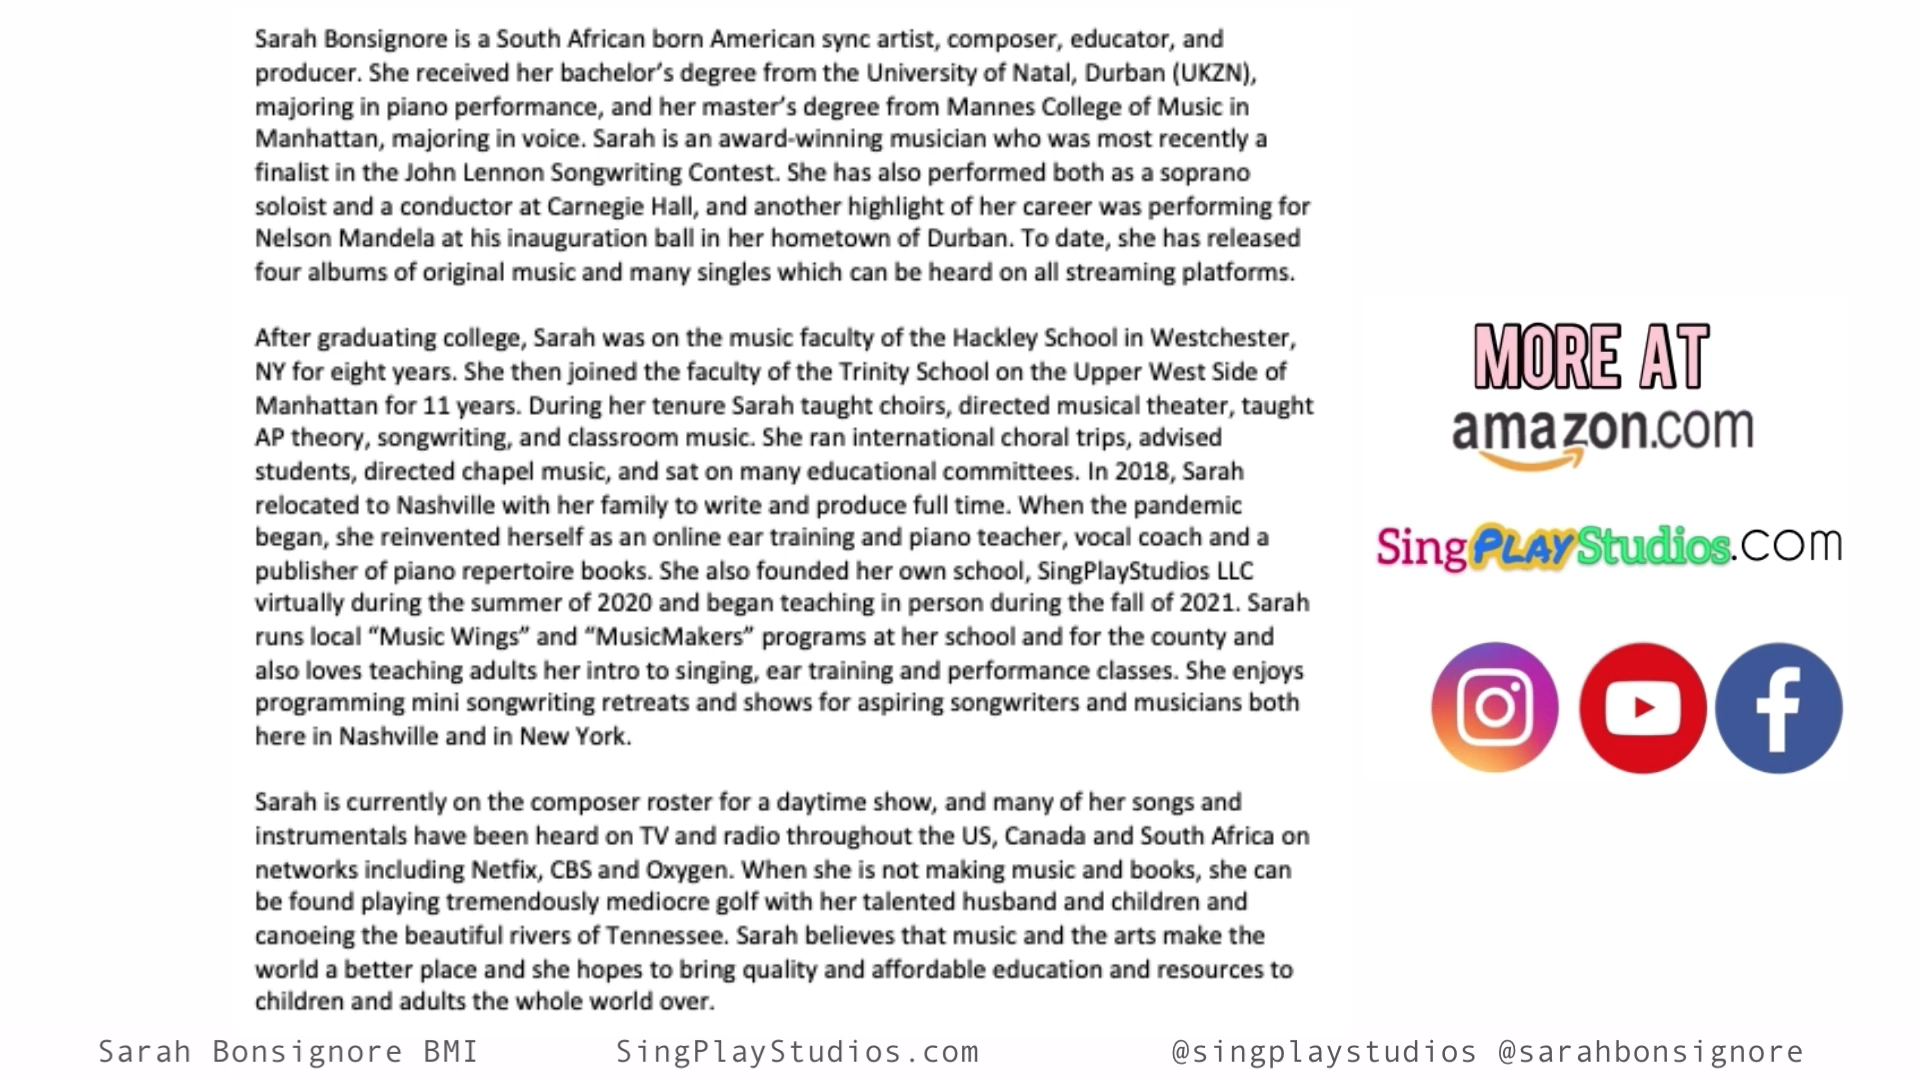 Sarah Bonsignore is a South African born American sync artist, composer, educator, and
producer. She received her bachelor's degree from the University of Natal, Durban (UKZN),
majoring in piano performance, and her master's degree from Mannes College of Music in
Manhattan, majoring in voice. Sarah is an award-winning musician who was most recently a
finalist in the John Lennon Songwriting Contest. She has also performed both as a soprano
soloist and a conductor at Carnegie Hall, and another highlight of her career was performing for
Nelson Mandela at his inauguration ball in her hometown of Durban. To date, she has released
four albums of original music and many singles which can be heard on all streaming platforms.
After graduating college, Sarah was on the music faculty of the Hackley School in Westchester,
NY for eight years. She then joined the faculty of the Trinity School on the Upper West Side of
Manhattan for 11 years. During her tenure Sarah taught choirs, directed musical theater, taught
AP theory, songwriting, and classroom music. She ran international choral trips, advised
students, directed chapel music, and sat on many educational committees. In 2018, Sarah
relocated to Nashville with her family to write and produce full time. When the pandemic
began, she reinvented herself as an online ear training and piano teacher, vocal coach and a
publisher of piano repertoire books. She also founded her own school, SingPlayStudios LLC
virtually during the summer of 2020 and began teaching in person during the fall of 2021. Sarah
runs local “Music Wings” and “MusicMakers” programs at her school and for the county and
also loves teaching adults her intro to singing, ear training and performance classes. She enjoys
programming mini songwriting retreats and shows for aspiring songwriters and musicians both
here in Nashville and in New York.
Sarah is currently on the composer roster for a daytime show, and many of her songs and
instrumentals have been heard on TV and radio throughout the US, Canada and South Africa on
networks including Netfix, CBS and Oxygen. When she is not making music and books, she can
be found playing tremendously mediocre golf with her talented husband and children and
canoeing the beautiful rivers of Tennessee. Sarah believes that music and the arts make the
world a better place and she hopes to bring quality and affordable education and resources to
children and adults the whole world over.
MORE AT
amazon.com
SingPLAYStudios.com
Sarah Bonsignore BMI
SingPlayStudios.com
@singplaystudios @sarahbonsignore